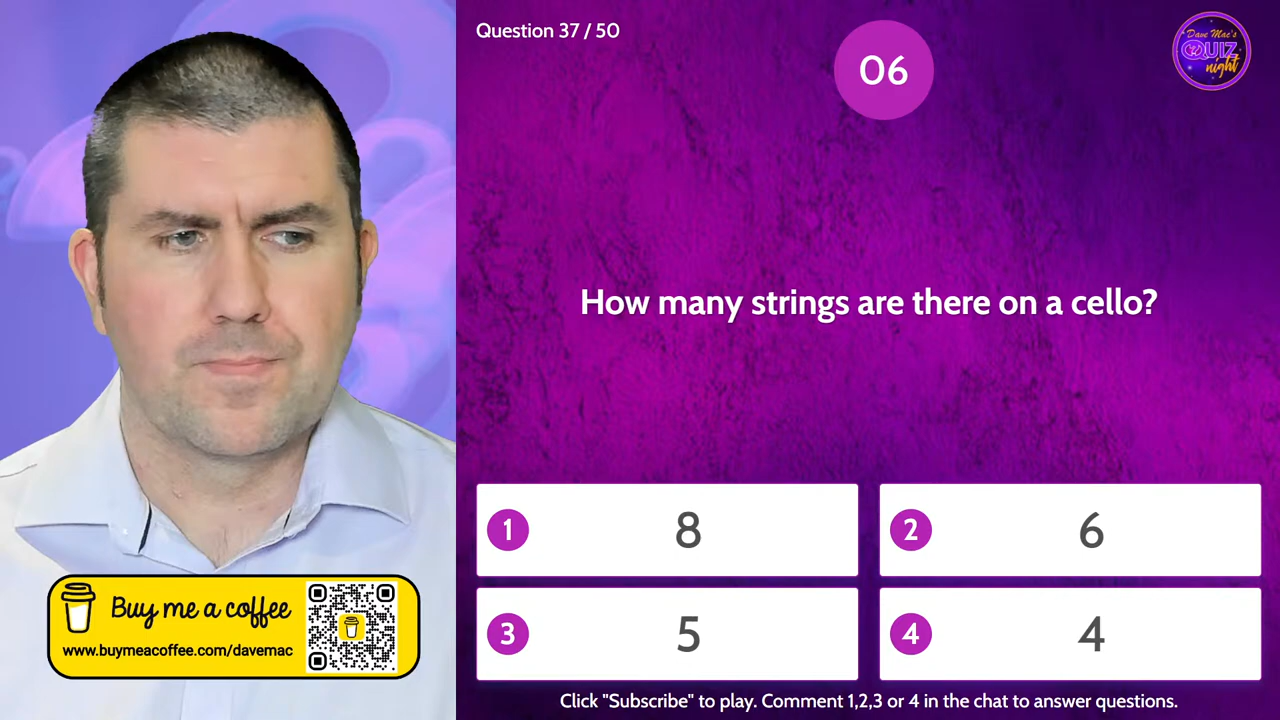 Question 37 / 50
06
Dave Mac's
QUIZ
night
How many strings are there on a cello?
1 8
2 6
3 5
4 4
Buy me a coffee
www.buymeacoffee.com/davemac
Click "Subscribe" to play. Comment 1,2,3 or 4 in the chat to answer questions.